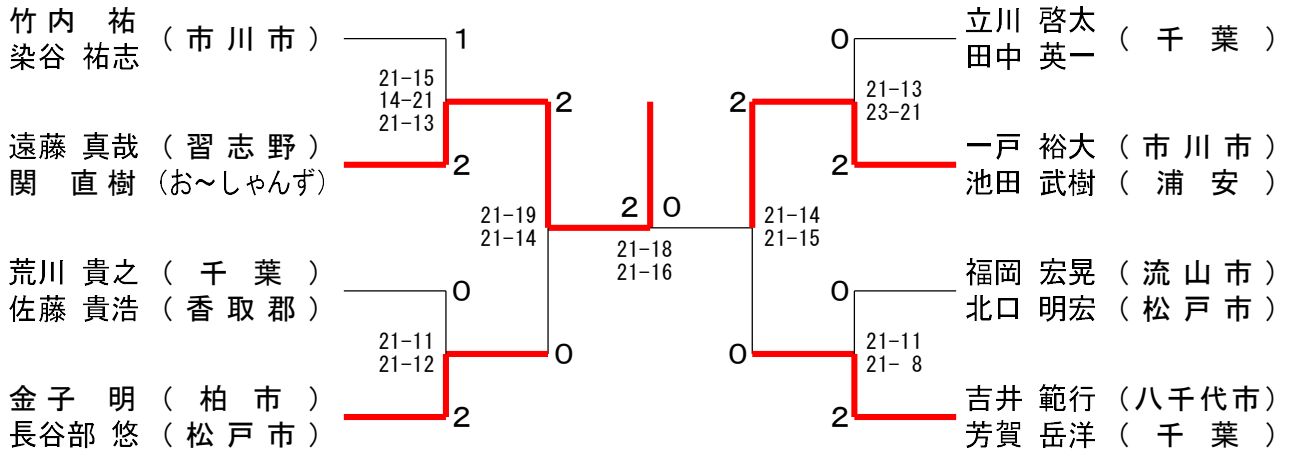 竹内 祐 (市川市)
染谷 祐志
1
21-15
14-21
21-13
2
遠藤 真哉 (習志野)
関 直樹 (お～しゃんず)
2
21-19
21-14
荒川 貴之 (千葉)
佐藤 貴浩 (香取郡)
0
21-11
21-12
0
金子 明 (柏市)
長谷部 悠 (松戸市)
2
2 0
21-18
21-16
0
立川 啓太 (千葉)
田中 英一
2
21-13
23-21
一戸 裕大 (市川市)
池田 武樹 (浦安)
2
21-14
21-15
0
福岡 宏晃 (流山市)
北口 明宏 (松戸市)
0
21-11
21- 8
2
吉井 範行 (八千代市)
芳賀 岳洋 (千葉)